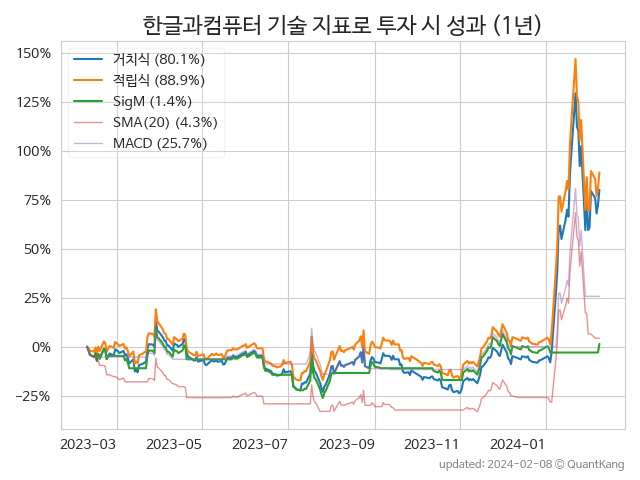 한글과컴퓨터 기술 지표로 투자 시 성과 (1년)
150%
125%
100%
75%
50%
25%
0%
−25%
거치식 (80.1%)
적립식 (88.9%)
SigM (1.4%)
SMA(20) (4.3%)
MACD (25.7%)
2023-03
2023-05
2023-07
2023-09
2023-11
2024-01
updated: 2024-02-08 ⓒ QuantKang